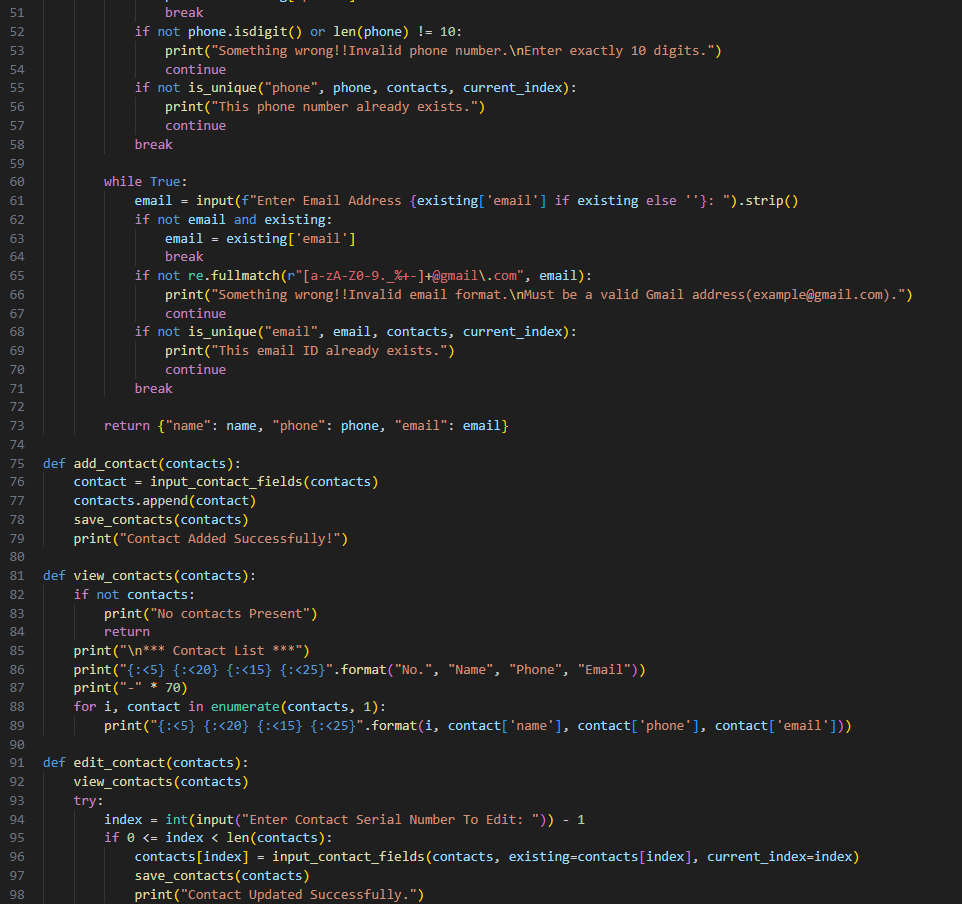 51 break
52 if not phone.isdigit() or len(phone) != 10:
53 print("Something wrong!!Invalid phone number.\nEnter exactly 10 digits.")
54 continue
55 if not is_unique("phone", phone, contacts, current_index):
56 print("This phone number already exists.")
57 continue
58 break
59
60 while True:
61 email = input(f"Enter Email Address {existing['email'] if existing else ''}: ").strip()
62 if not email and existing:
63 email = existing['email']
64 break
65 if not re.fullmatch(r"[a-zA-Z0-9._%+-]+@gmail\.com", email):
66 print("Something wrong!!Invalid email format.\nMust be a valid Gmail address(example@gmail.com).")
67 continue
68 if not is_unique("email", email, contacts, current_index):
69 print("This email ID already exists.")
70 continue
71 break
72
73 return {"name": name, "phone": phone, "email": email}
74
75 def add_contact(contacts):
76 contact = input_contact_fields(contacts)
77 contacts.append(contact)
78 save_contacts(contacts)
79 print("Contact Added Successfully!")
80
81 def view_contacts(contacts):
82 if not contacts:
83 print("No contacts Present")
84 return
85 print("\n*** Contact List ***")
86 print("{:<5} {:<20} {:<15} {:<25}".format("No.", "Name", "Phone", "Email"))
87 print("-" * 70)
88 for i, contact in enumerate(contacts, 1):
89 print("{:<5} {:<20} {:<15} {:<25}".format(i, contact['name'], contact['phone'], contact['email']))
90
91 def edit_contact(contacts):
92 view_contacts(contacts)
93 try:
94 index = int(input("Enter Contact Serial Number To Edit: ")) - 1
95 if 0 <= index < len(contacts):
96 contacts[index] = input_contact_fields(contacts, existing=contacts[index], current_index=index)
97 save_contacts(contacts)
98 print("Contact Updated Successfully.")